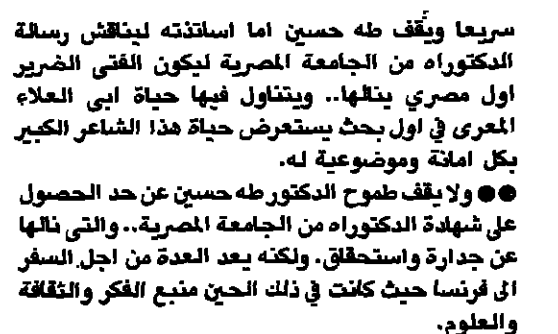 سريعا ويقف طه حسين اما اساتذته ليناقش رسالة
الدكتوراه من الجامعة المصرية ليكون الفتى الضرير
اول مصري ينالها.. ويتناول فيها حياة ابى العلاء
المعرى في اول بحث يستعرض حياة هذا الشاعر الكبير
بكل امانة وموضوعية له.
●● ولا يقف طموح الدكتور طه حسين عن حد الحصول
على شهادة الدكتوراه من الجامعة المصرية.. والتى نالها
عن جدارة واستحقاق. ولكنه يعد العدة من اجل السفر
الى فرنسا حيث كانت في ذلك الحين منبع الفكر والثقافة
والعلوم.